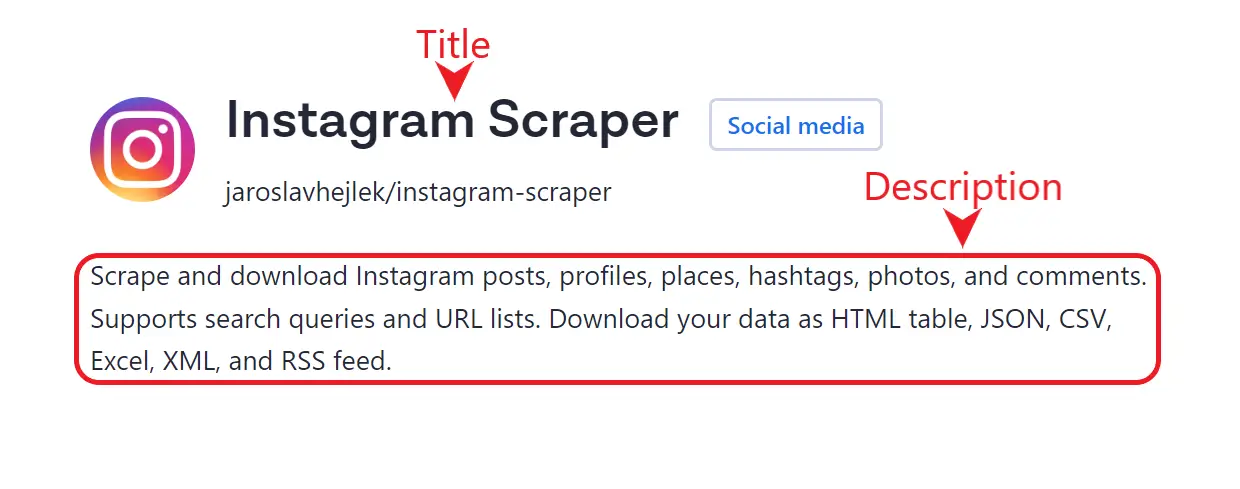 Title
Instagram Scraper
Social media
jaroslavhejlek/instagram-scraper
Description
Scrape and download Instagram posts, profiles, places, hashtags, photos, and comments.
Supports search queries and URL lists. Download your data as HTML table, JSON, CSV,
Excel, XML, and RSS feed.